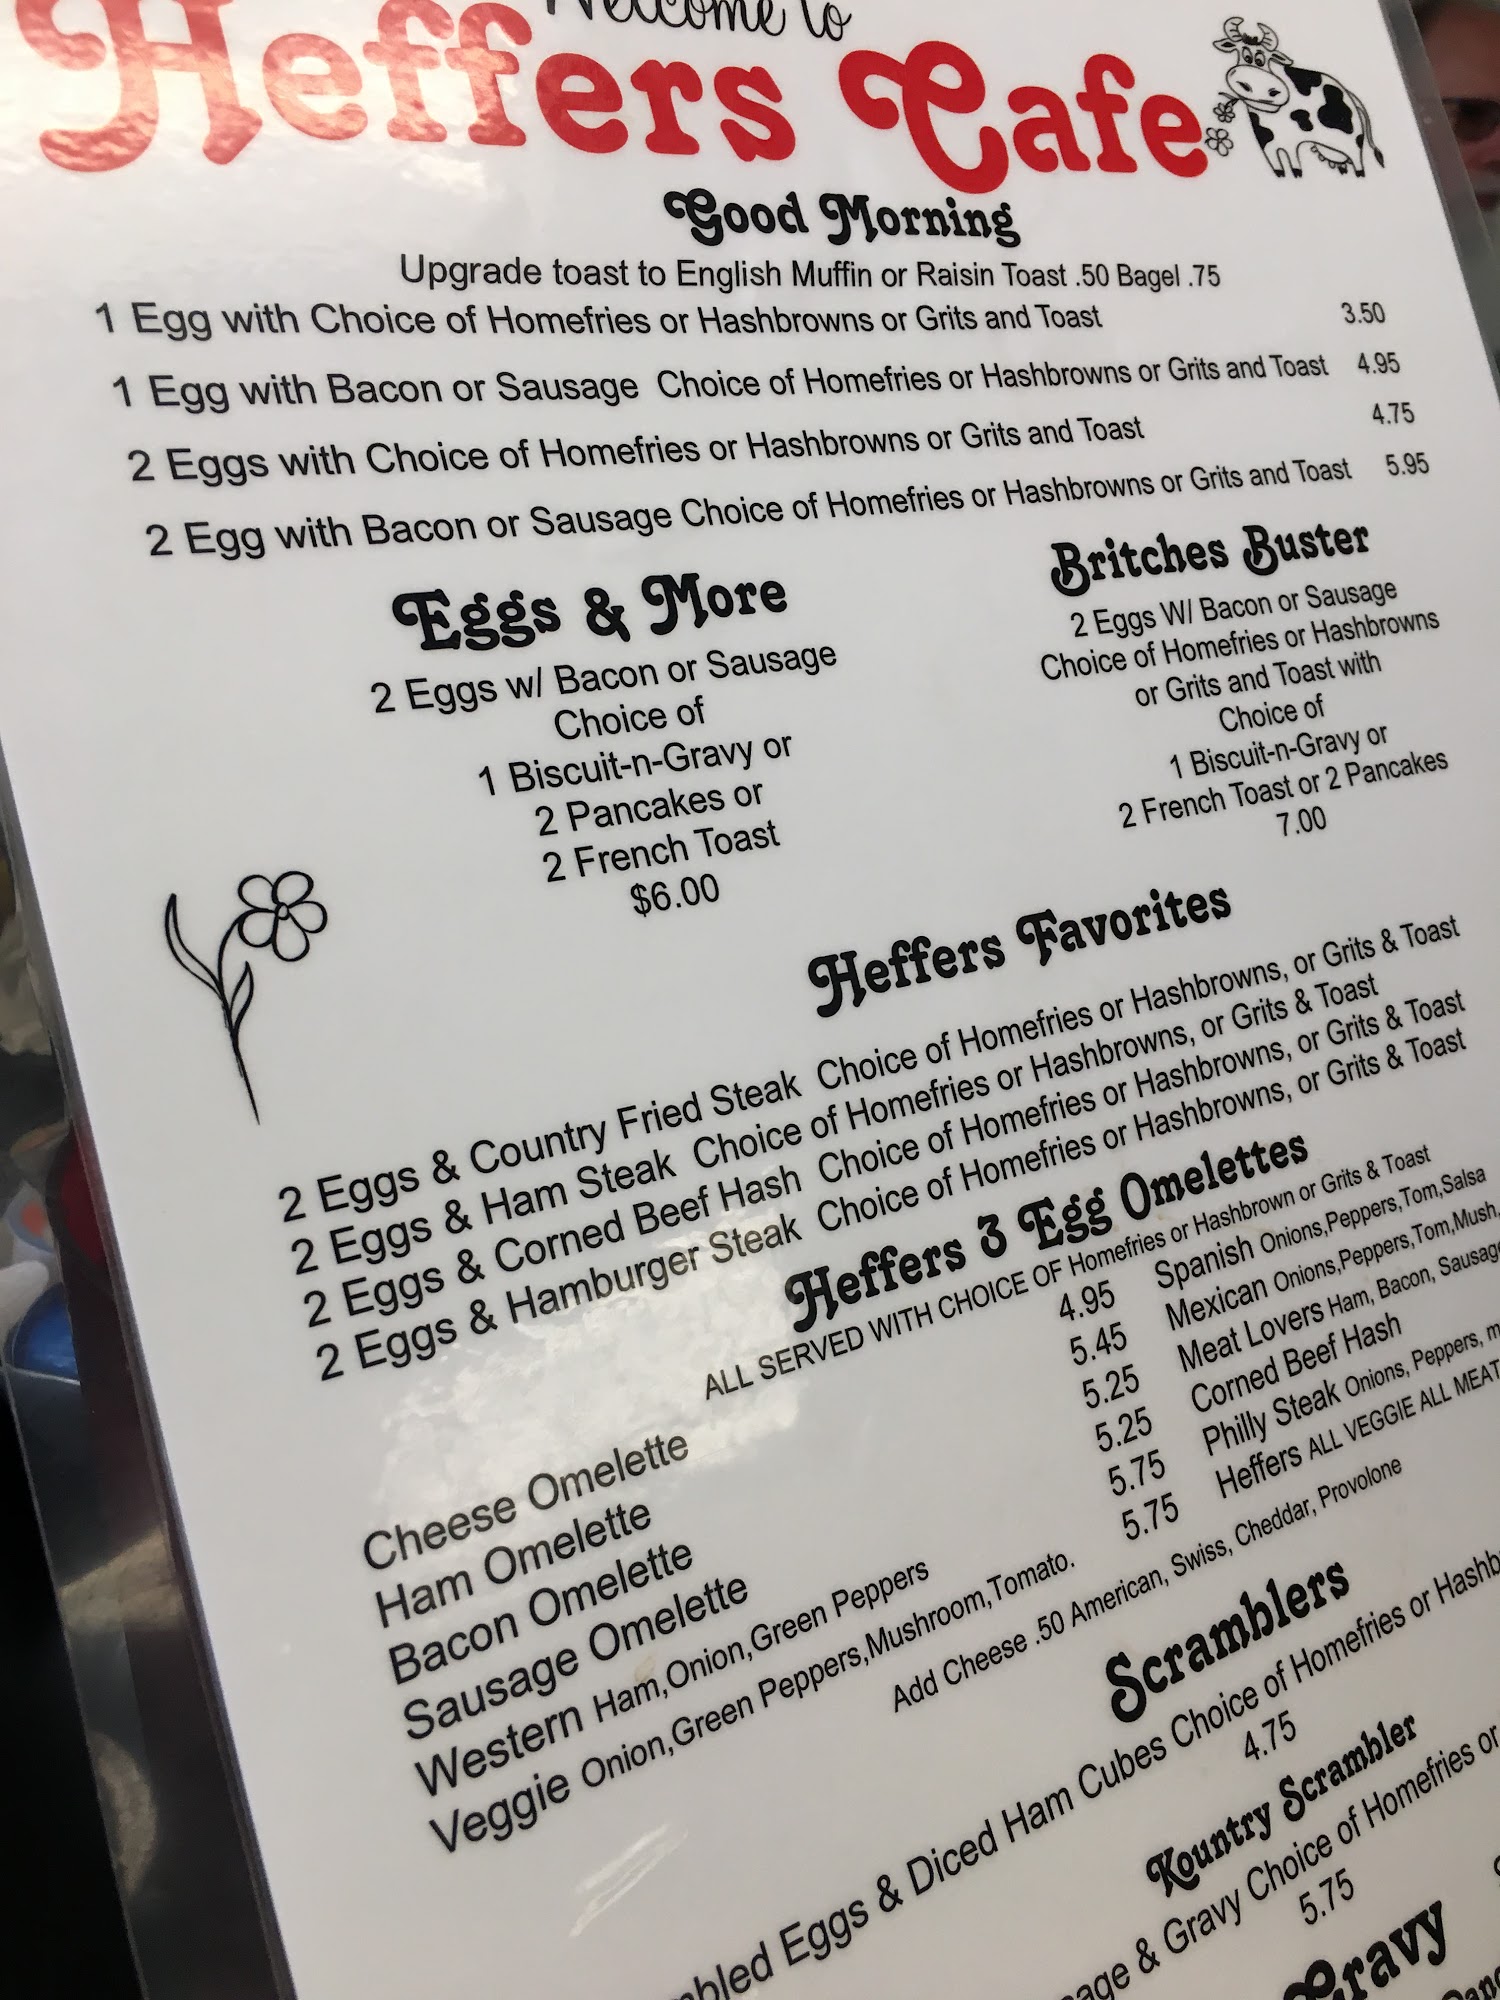 Welcome to
Heffers Cafe
Good Morning
Upgrade toast to English Muffin or Raisin Toast .50 Bagel .75
1 Egg with Choice of Homefries or Hashbrowns or Grits and Toast 3.50
1 Egg with Bacon or Sausage Choice of Homefries or Hashbrowns or Grits and Toast 4.95
2 Eggs with Choice of Homefries or Hashbrowns or Grits and Toast 4.75
2 Egg with Bacon or Sausage Choice of Homefries or Hashbrowns or Grits and Toast 5.95
Eggs & More
2 Eggs w/ Bacon or Sausage
Choice of
1 Biscuit-n-Gravy or
2 Pancakes or
2 French Toast
$6.00
Britches Buster
2 Eggs W/ Bacon or Sausage
Choice of Homefries or Hashbrowns
or Grits and Toast with
Choice of
1 Biscuit-n-Gravy or
2 French Toast or 2 Pancakes
7.00
Heffers Favorites
2 Eggs & Country Fried Steak Choice of Homefries or Hashbrowns, or Grits & Toast
2 Eggs & Ham Steak Choice of Homefries or Hashbrowns, or Grits & Toast
2 Eggs & Corned Beef Hash Choice of Homefries or Hashbrowns, or Grits & Toast
2 Eggs & Hamburger Steak Choice of Homefries or Hashbrowns, or Grits & Toast
Heffers 3 Egg Omelettes
ALL SERVED WITH CHOICE OF Homefries or Hashbrown or Grits & Toast
Cheese Omelette 4.95
Ham Omelette 5.45
Bacon Omelette 5.25
Sausage Omelette 5.25
Western Ham,Onion,Green Peppers 5.75
Veggie Onion,Green Peppers,Mushroom,Tomato. 5.75
Spanish Onions,Peppers,Tom,Salsa
Mexican Onions,Peppers,Tom,Mush,
Meat Lovers Ham, Bacon, Sausage
Corned Beef Hash
Philly Steak Onions, Peppers, m
Heffers ALL VEGGIE ALL MEAT
Add Cheese .50 American, Swiss, Cheddar, Provolone
Scramblers
bled Eggs & Diced Ham Cubes Choice of Homefries or Hashb
4.75
Kountry Scrambler
age & Gravy Choice of Homefries or
5.75
Gravy